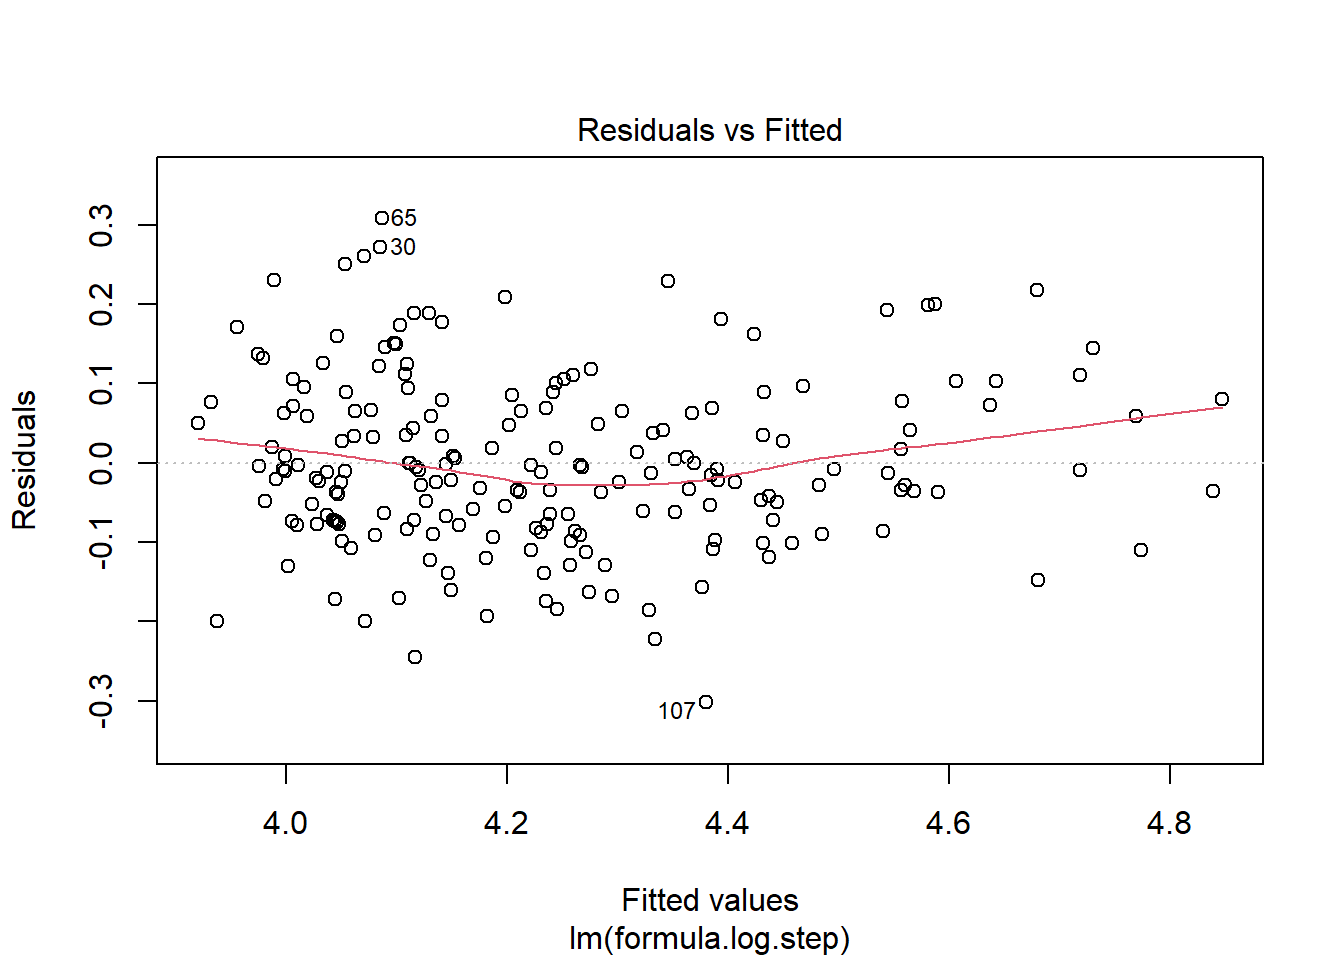 Residuals vs Fitted
Residuals
0.3
0.2
0.1
0.0
-0.1
-0.3
65
30
107
4.0 4.2 4.4 4.6 4.8
Fitted values
lm(formula.log.step)